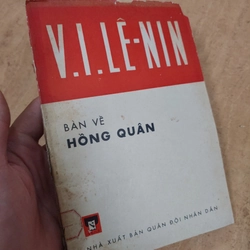 V.I.LÊ-NIN
BÀN VỀ
HỒNG QUÂN
NHÀ XUẤT BẢN QUÂN ĐỘI NHÂN DÂN